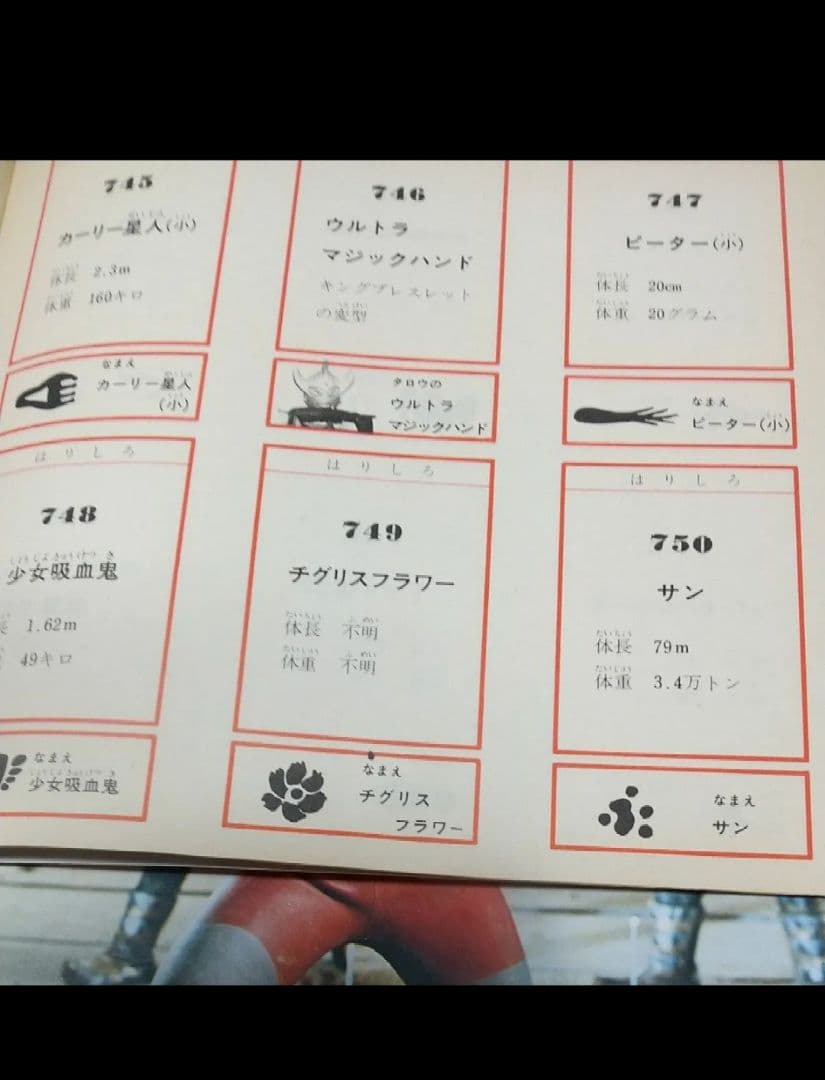 745
カーリー星人(小)
体長 2.3m
体重 160キロ
なまえ
カーリー星人
(小)
746
ウルトラ
マジックハンド
キングブレスレット
の変型
タロウの
ウルトラ
マジックハンド
747
ピーター(小)
体長 20cm
体重 20グラム
なまえ
ピーター(小)
はりしろ
748
少女吸血鬼
1.62m
49キロ
なまえ
少女吸血鬼
はりしろ
749
チグリスフラワー
体長 不明
体重 不明
なまえ
チグリス
フラワー
はりしろ
750
サン
体長 79m
体重 3.4万トン
なまえ
サン